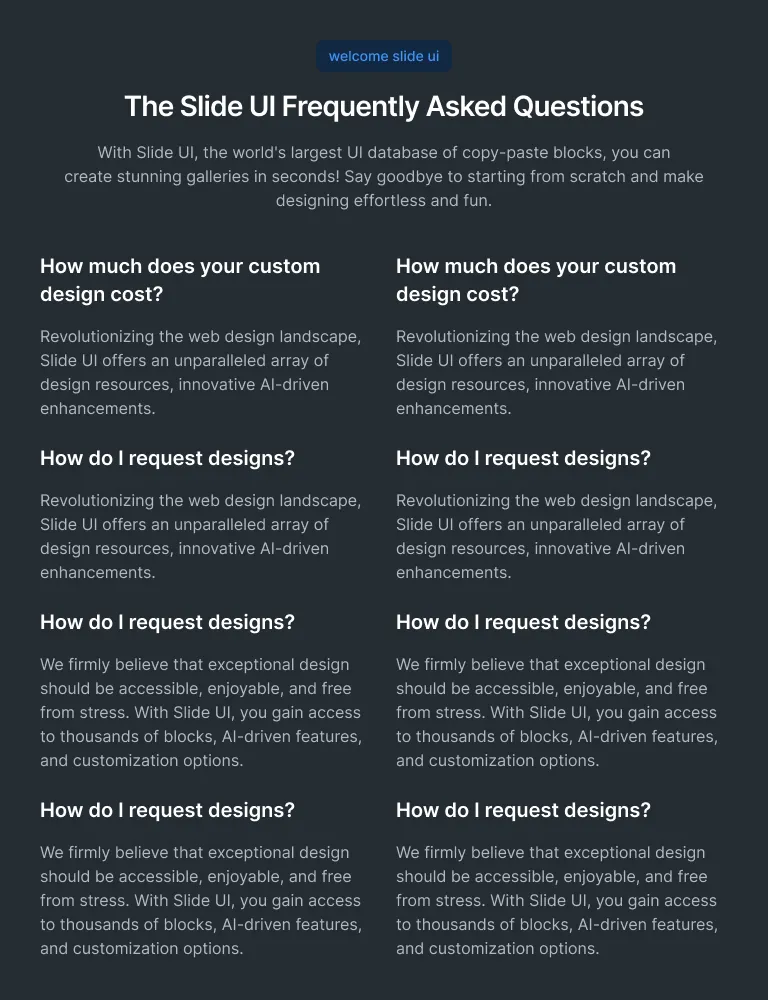 welcome slide ui
The Slide UI Frequently Asked Questions
With Slide UI, the world's largest UI database of copy-paste blocks, you can
create stunning galleries in seconds! Say goodbye to starting from scratch and make
designing effortless and fun.
How much does your custom
design cost?
Revolutionizing the web design landscape,
Slide UI offers an unparalleled array of
design resources, innovative AI-driven
enhancements.
How do I request designs?
Revolutionizing the web design landscape,
Slide UI offers an unparalleled array of
design resources, innovative AI-driven
enhancements.
How do I request designs?
We firmly believe that exceptional design
should be accessible, enjoyable, and free
from stress. With Slide UI, you gain access
to thousands of blocks, AI-driven features,
and customization options.
How do I request designs?
We firmly believe that exceptional design
should be accessible, enjoyable, and free
from stress. With Slide UI, you gain access
to thousands of blocks, AI-driven features,
and customization options.
How much does your custom
design cost?
Revolutionizing the web design landscape,
Slide UI offers an unparalleled array of
design resources, innovative AI-driven
enhancements.
How do I request designs?
Revolutionizing the web design landscape,
Slide UI offers an unparalleled array of
design resources, innovative AI-driven
enhancements.
How do I request designs?
We firmly believe that exceptional design
should be accessible, enjoyable, and free
from stress. With Slide UI, you gain access
to thousands of blocks, AI-driven features,
and customization options.
How do I request designs?
We firmly believe that exceptional design
should be accessible, enjoyable, and free
from stress. With Slide UI, you gain access
to thousands of blocks, AI-driven features,
and customization options.